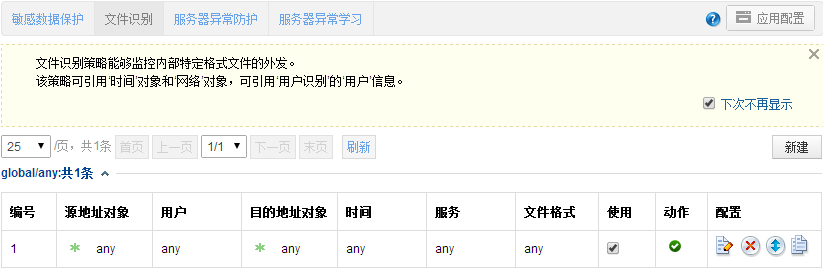 敏感数据保护 文件识别 服务器异常防护 服务器异常学习 应用配置
文件识别策略能够监控内部特定格式文件的外发。
该策略可引用'时间'对象和'网络'对象，可引用'用户识别'的'用户'信息。
下次不再显示
25 /页，共1条 首页 上一页 1/1 下一页 末页 刷新 新建
global/any:共1条
编号 源地址对象 用户 目的地址对象 时间 服务 文件格式 使用 动作 配置
1 any any any any any any